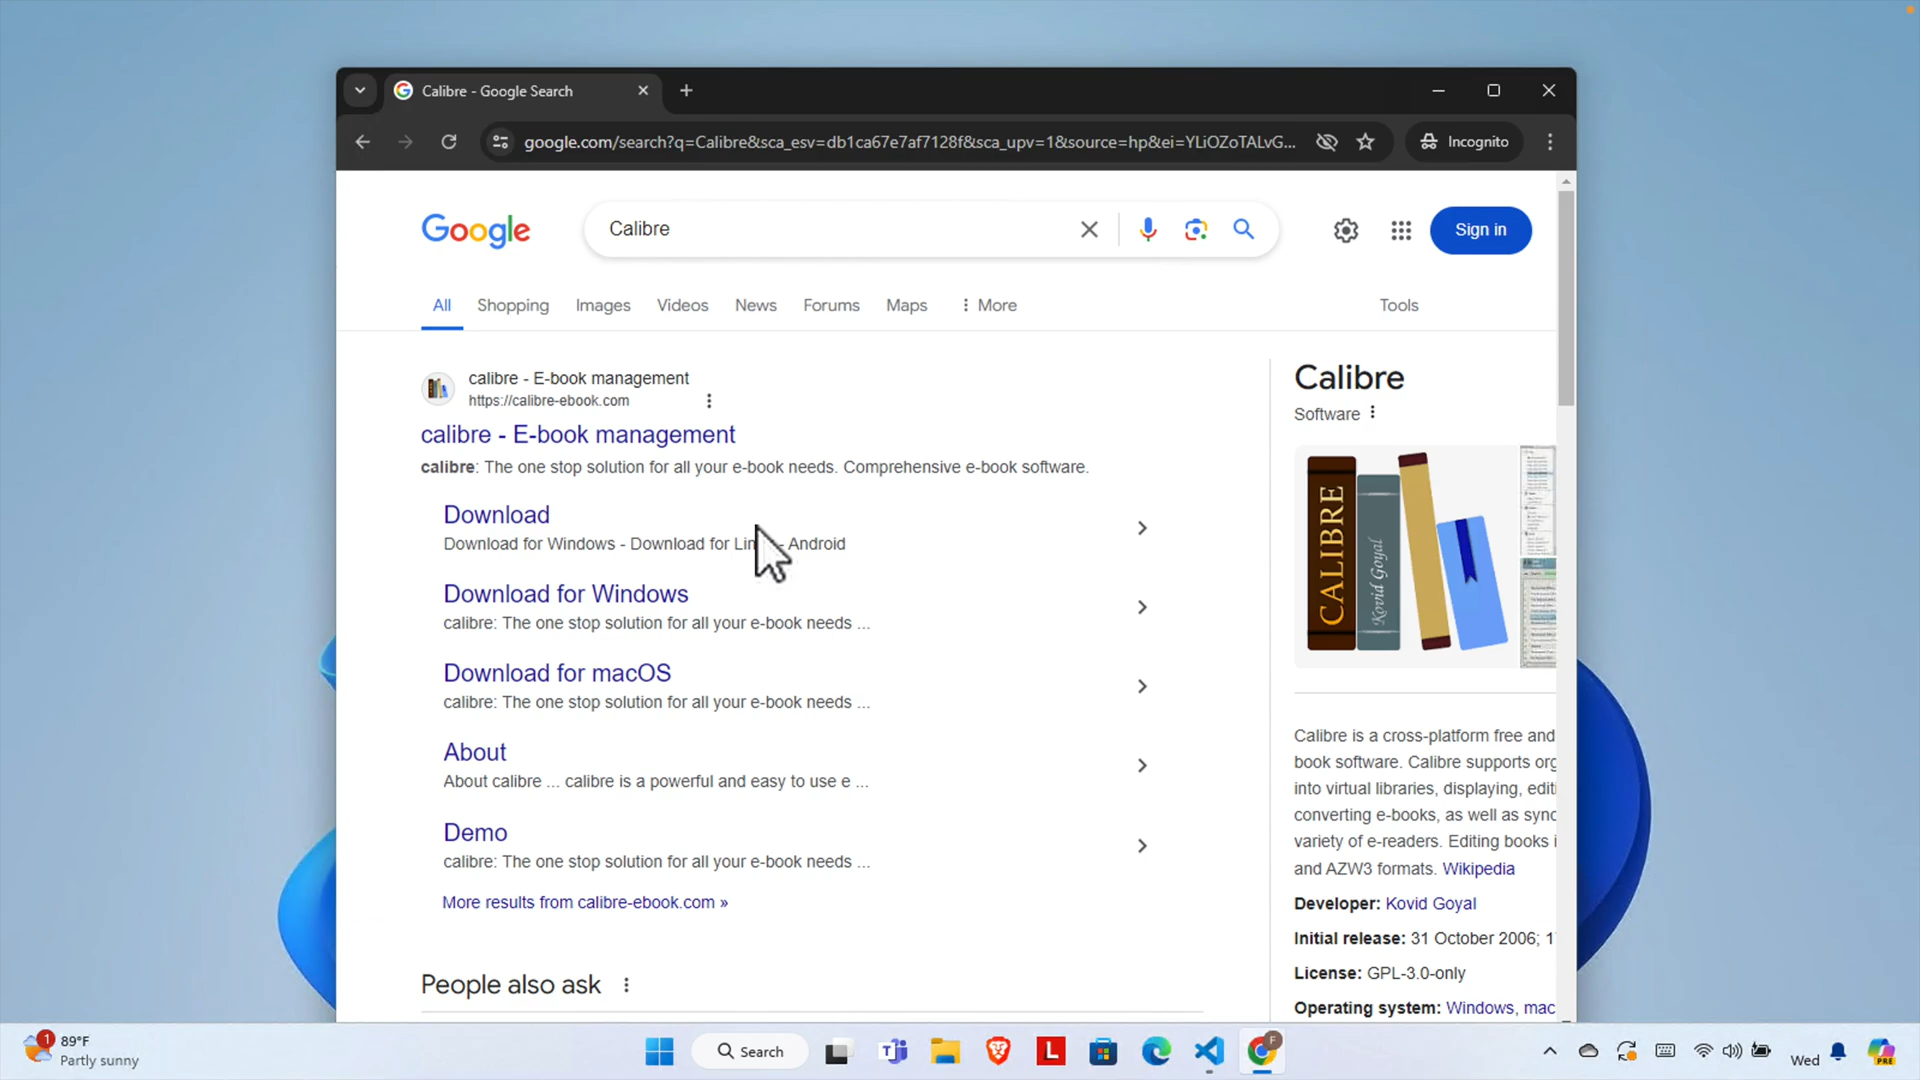 Calibre - Google Search
google.com/search?q=Calibre&sca_esv=db1ca67e7af7128f&sca_upv=1&source=hp&ei=YLiOZoTALvG...
Incognito
Google
Calibre
Sign in
All
Shopping
Images
Videos
News
Forums
Maps
More
Tools
calibre - E-book management
https://calibre-ebook.com
calibre - E-book management
calibre: The one stop solution for all your e-book needs. Comprehensive e-book software.
Download
Download for Windows - Download for Lin - Android
Download for Windows
calibre: The one stop solution for all your e-book needs ...
Download for macOS
calibre: The one stop solution for all your e-book needs ...
About
About calibre ... calibre is a powerful and easy to use e ...
Demo
calibre: The one stop solution for all your e-book needs ...
More results from calibre-ebook.com »
People also ask
Calibre
Software
CALIBRE
Kovid Goyal
Calibre is a cross-platform free and
book software. Calibre supports org
into virtual libraries, displaying, editi
converting e-books, as well as sync
variety of e-readers. Editing books i
and AZW3 formats. Wikipedia
Developer: Kovid Goyal
Initial release: 31 October 2006; 1
License: GPL-3.0-only
Operating system: Windows, mac
1
89°F
Partly sunny
Search
L
F
Wed
PRE